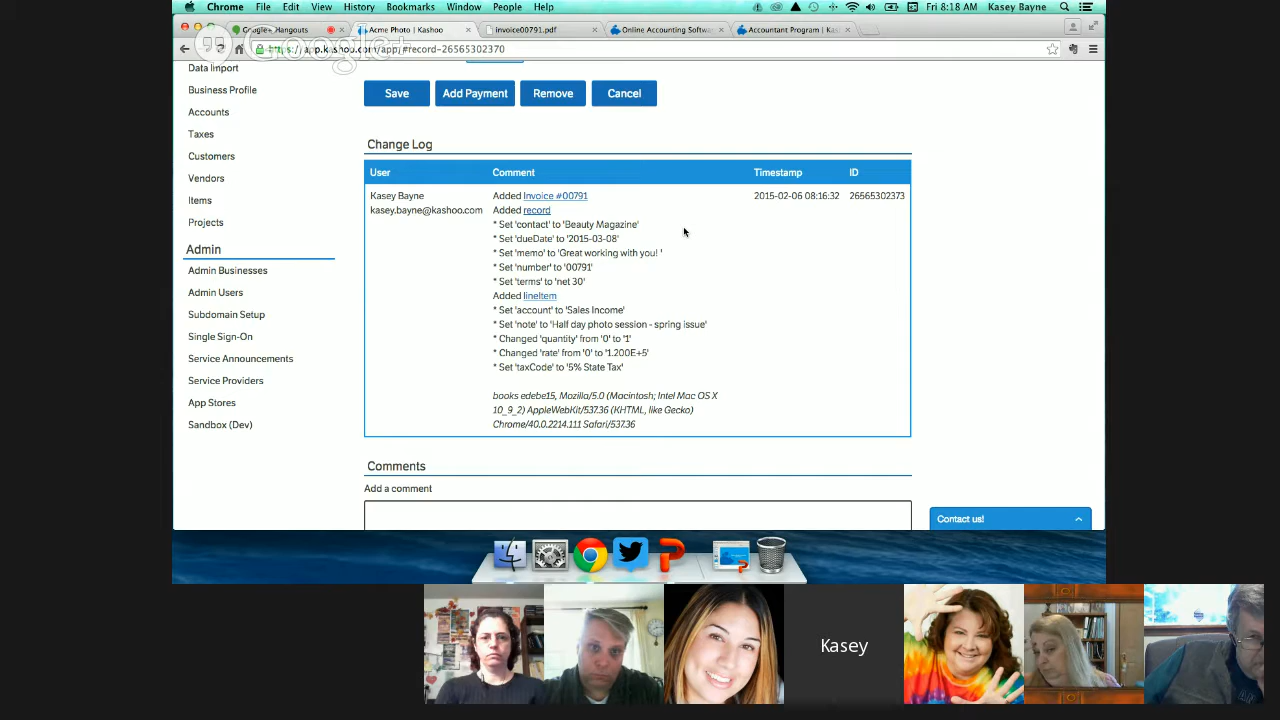 Chrome File Edit View History Bookmarks Window People Help
Fri 8:18 AM Kasey Bayne
Google+ Hangouts
Acme Photo | Kashoo
invoice00791.pdf
Online Accounting Softwa
Accountant Program | Kas
Google+
https://app.kashoo.com/app#record-26565302370
Data Import
Business Profile
Accounts
Taxes
Customers
Vendors
Items
Projects
Admin
Admin Businesses
Admin Users
Subdomain Setup
Single Sign-On
Service Announcements
Service Providers
App Stores
Sandbox (Dev)
Save Add Payment Remove Cancel
Change Log
User Comment Timestamp ID
Kasey Bayne Added Invoice #00791 2015-02-06 08:16:32 26565302373
kasey.bayne@kashoo.com Added record
* Set 'contact' to 'Beauty Magazine'
* Set 'dueDate' to '2015-03-08'
* Set 'memo' to 'Great working with you! '
* Set 'number' to '00791'
* Set 'terms' to 'net 30'
Added lineItem
* Set 'account' to 'Sales Income'
* Set 'note' to 'Half day photo session - spring issue'
* Changed 'quantity' from '0' to '1'
* Changed 'rate' from '0' to '1.200E+5'
* Set 'taxCode' to '5% State Tax'
books edebe15, Mozilla/5.0 (Macintosh; Intel Mac OS X
10_9_2) AppleWebKit/537.36 (KHTML, like Gecko)
Chrome/40.0.2214.111 Safari/537.36
Comments
Add a comment
Contact us!
Kasey